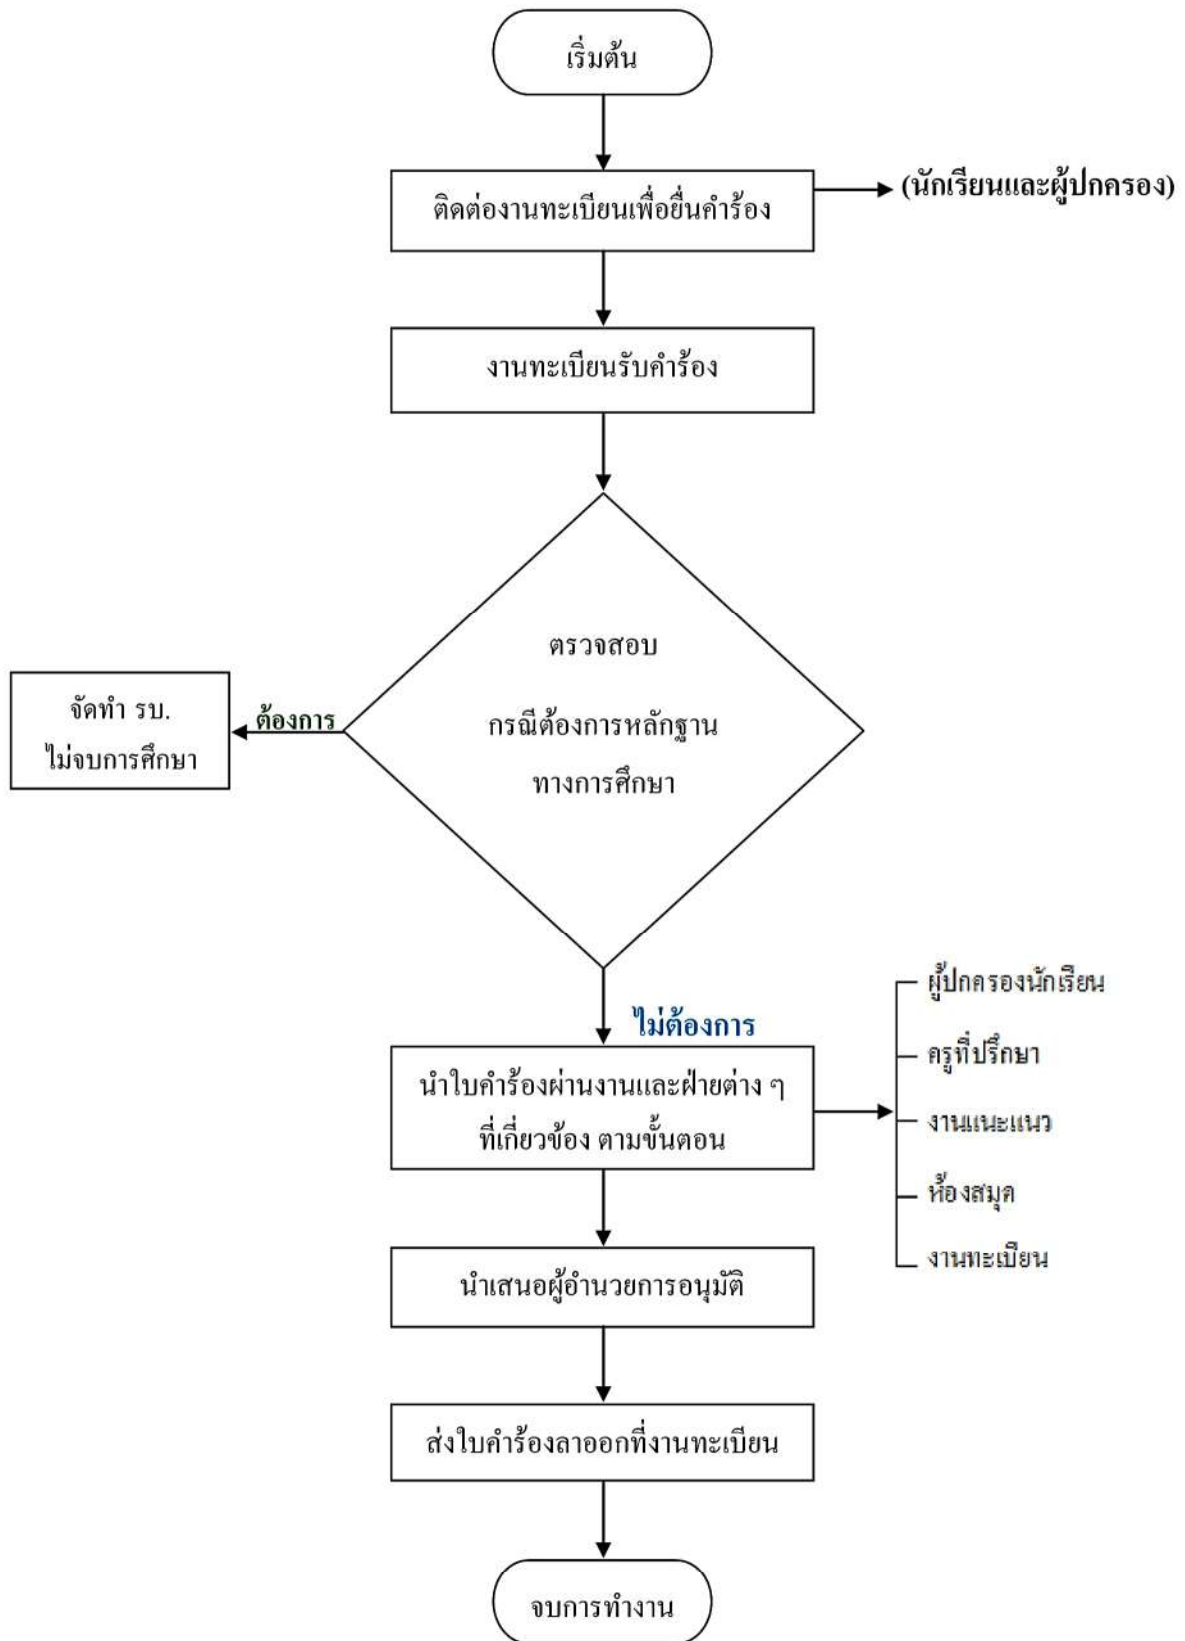 เริ่มต้น
ติดต่องานทะเบียนเพื่อยื่นคำร้อง
(นักเรียนและผู้ปกครอง)
งานทะเบียนรับคำร้อง
ตรวจสอบ
กรณีต้องการหลักฐาน
ทางการศึกษา
ต้องการ
จัดทำ รบ.
ไม่จบการศึกษา
ไม่ต้องการ
นำใบคำร้องผ่านงานและฝ่ายต่าง ๆ
ที่เกี่ยวข้อง ตามขั้นตอน
ผู้ปกครองนักเรียน
ครูที่ปรึกษา
งานแนะแนว
ห้องสมุด
งานทะเบียน
นำเสนอผู้อำนวยการอนุมัติ
ส่งใบคำร้องลาออกที่งานทะเบียน
จบการทำงาน